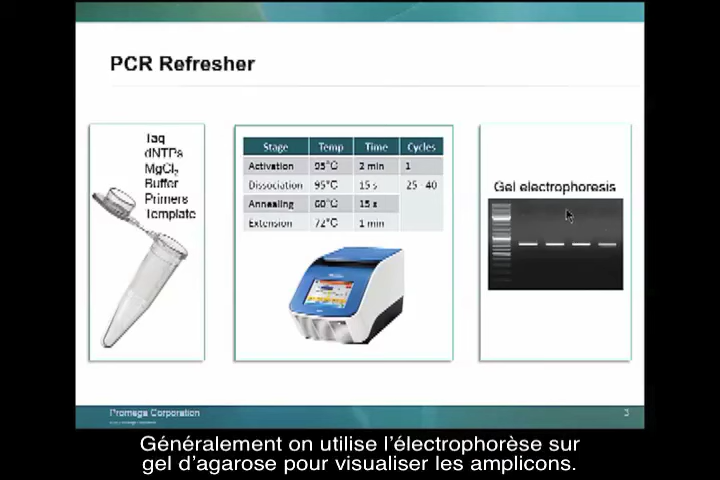 PCR Refresher
Taq
dNTPs
MgCl₂
Buffer
Primers
Template
Stage Temp Time Cycles
Activation 95°C 2 min 1
Dissociation 95°C 15 s 25 - 40
Annealing 60°C 15 s
Extension 72°C 1 min
Gel electrophoresis
Promega Corporation
3
Généralement on utilise l'électrophorèse sur
gel d'agarose pour visualiser les amplicons.